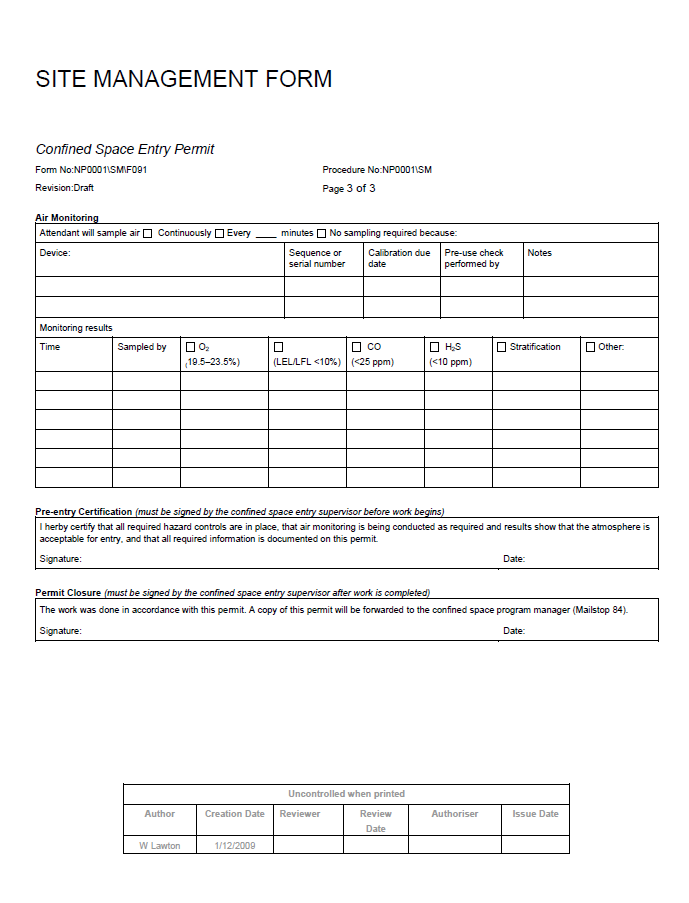 SITE MANAGEMENT FORM
Confined Space Entry Permit
Form No:NP0001\SM\F091 Procedure No:NP0001\SM
Revision:Draft Page 3 of 3
Air Monitoring
Attendant will sample air ☐ Continuously ☐ Every ____ minutes ☐ No sampling required because:
Device: Sequence or serial number Calibration due date Pre-use check performed by Notes
Monitoring results
Time Sampled by ☐ O₂ (19.5–23.5%) ☐ (LEL/LFL <10%) ☐ CO (<25 ppm) ☐ H₂S (<10 ppm) ☐ Stratification ☐ Other:
Pre-entry Certification (must be signed by the confined space entry supervisor before work begins)
I herby certify that all required hazard controls are in place, that air monitoring is being conducted as required and results show that the atmosphere is
acceptable for entry, and that all required information is documented on this permit.
Signature: Date:
Permit Closure (must be signed by the confined space entry supervisor after work is completed)
The work was done in accordance with this permit. A copy of this permit will be forwarded to the confined space program manager (Mailstop 84).
Signature: Date:
Uncontrolled when printed
Author Creation Date Reviewer Review Date Authoriser Issue Date
W Lawton 1/12/2009